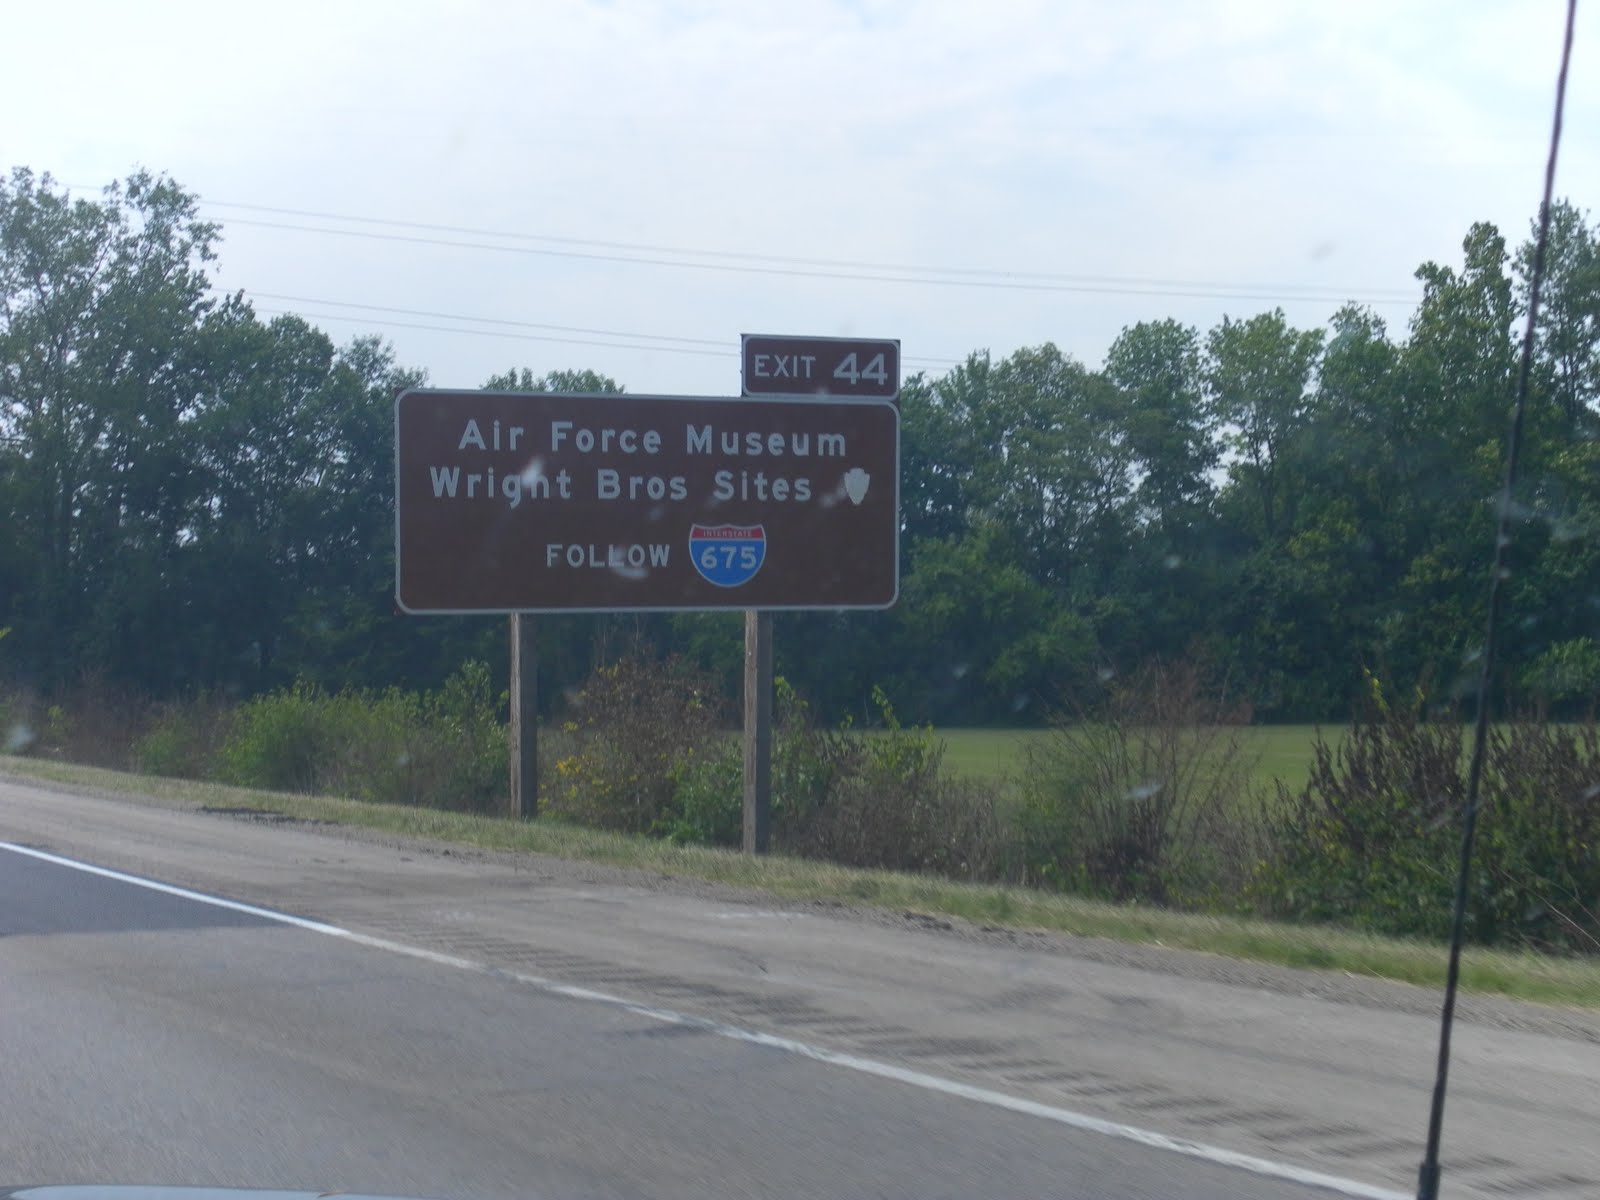 EXIT 44
Air Force Museum
Wright Bros Sites
FOLLOW INTERSTATE 675